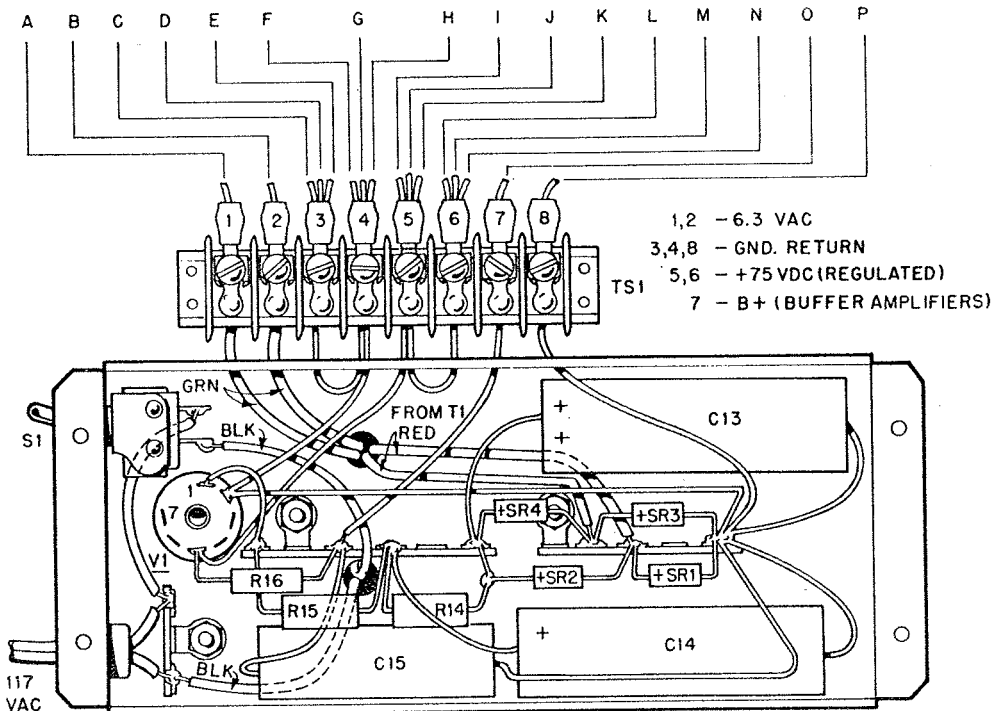 A B C D E F G H I J K L M N O P
1 2 3 4 5 6 7 8
1,2 – 6.3 VAC
3,4,8 – GND. RETURN
5,6 – +75 VDC (REGULATED)
7 – B+ (BUFFER AMPLIFIERS)
TS1
GRN
BLK
FROM T1
RED
S1
+
+
C13
1
7
V1
+SR4
+SR3
+SR2
+SR1
R16
R15
R14
+
C14
C15
BLK
117
VAC